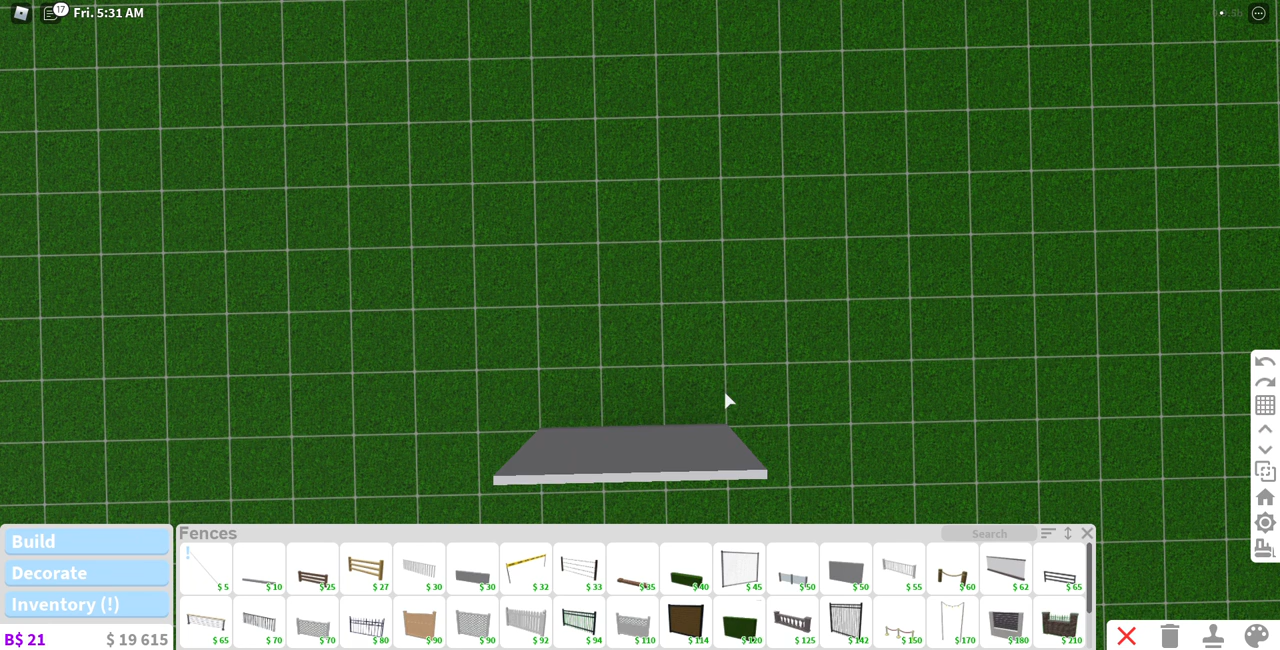 17 Fri. 5:31 AM
Fences
Search
Build
Decorate
Inventory (!)
B$ 21 $ 19 615
! $ 5 $ 10 $ 25 $ 27 $ 30 $ 30 $ 32 $ 33 $ 35 $ 40 $ 45 $ 50 $ 50 $ 55 $ 60 $ 62 $ 65
$ 65 $ 70 $ 70 $ 80 $ 90 $ 90 $ 92 $ 94 $ 110 $ 114 $ 120 $ 125 $ 142 $ 150 $ 170 $ 180 $ 210